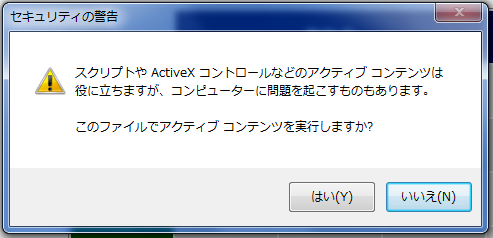 セキュリティの警告
スクリプトや ActiveX コントロールなどのアクティブ コンテンツは
役に立ちますが、コンピューターに問題を起こすものもあります。
このファイルでアクティブ コンテンツを実行しますか?
はい(Y)
いいえ(N)